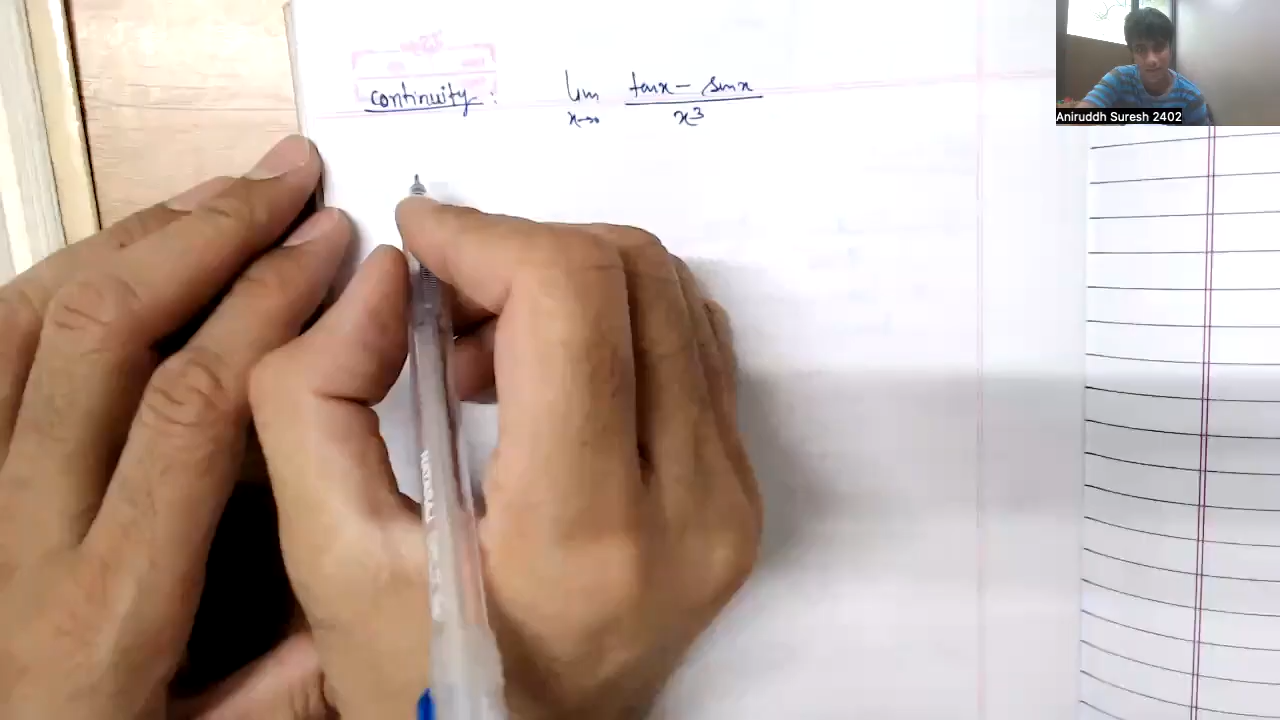 continuity : lim tanx − sinx
x→0 x³
Aniruddh Suresh 2402